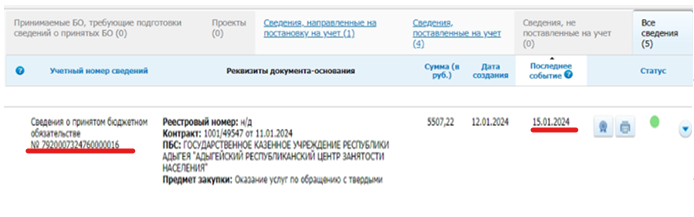 Принимаемые БО, требующие подготовки
сведений о принятых БО (0)
Проекты
(0)
Сведения, направленные на
постановку на учет (1)
Сведения,
поставленные на учет
(4)
Сведения, не
поставленные на учет
(0)
Все
сведения
(5)
Учетный номер сведений
Реквизиты документа-основания
Сумма (в
руб.)
Дата
создания
Последнее
событие
Статус
Сведения о принятом бюджетном
обязательстве
№ 7920007324760000016
Реестровый номер: н/д
Контракт: 1001/49547 от 11.01.2024
ПБС: ГОСУДАРСТВЕННОЕ КАЗЕННОЕ УЧРЕЖДЕНИЕ РЕСПУБЛИКИ
АДЫГЕЯ "АДЫГЕЙСКИЙ РЕСПУБЛИКАНСКИЙ ЦЕНТР ЗАНЯТОСТИ
НАСЕЛЕНИЯ"
Предмет закупки: Оказание услуг по обращению с твердыми
5507,22
12.01.2024
15.01.2024